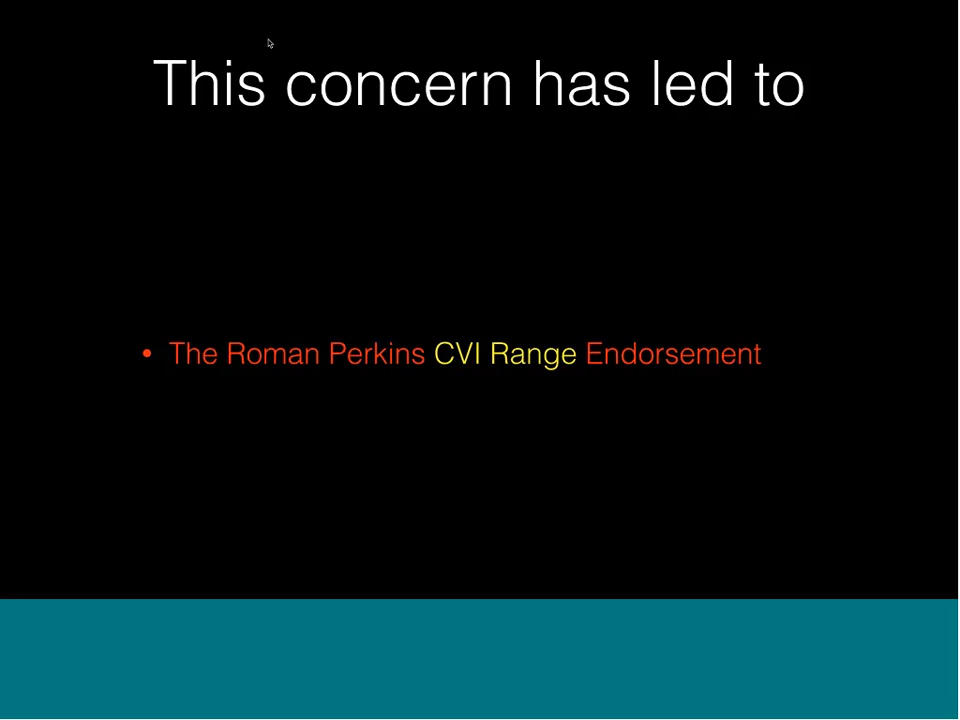 This concern has led to
• The Roman Perkins CVI Range Endorsement